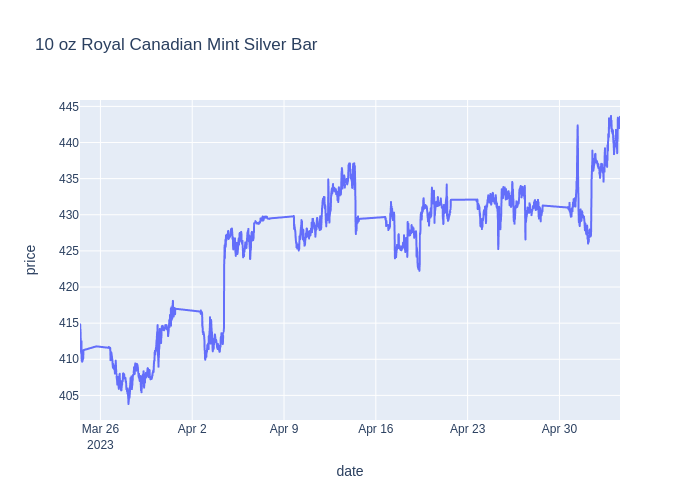 10 oz Royal Canadian Mint Silver Bar
445
440
435
430
425
420
415
410
405
price
Mar 26
2023
Apr 2
Apr 9
Apr 16
Apr 23
Apr 30
date